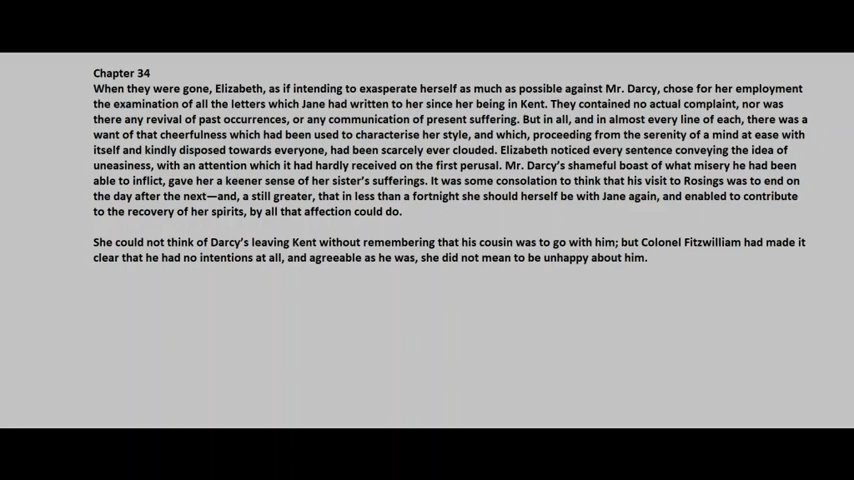 Chapter 34
When they were gone, Elizabeth, as if intending to exasperate herself as much as possible against Mr. Darcy, chose for her employment
the examination of all the letters which Jane had written to her since her being in Kent. They contained no actual complaint, nor was
there any revival of past occurrences, or any communication of present suffering. But in all, and in almost every line of each, there was a
want of that cheerfulness which had been used to characterise her style, and which, proceeding from the serenity of a mind at ease with
itself and kindly disposed towards everyone, had been scarcely ever clouded. Elizabeth noticed every sentence conveying the idea of
uneasiness, with an attention which it had hardly received on the first perusal. Mr. Darcy’s shameful boast of what misery he had been
able to inflict, gave her a keener sense of her sister’s sufferings. It was some consolation to think that his visit to Rosings was to end on
the day after the next—and, a still greater, that in less than a fortnight she should herself be with Jane again, and enabled to contribute
to the recovery of her spirits, by all that affection could do.
She could not think of Darcy’s leaving Kent without remembering that his cousin was to go with him; but Colonel Fitzwilliam had made it
clear that he had no intentions at all, and agreeable as he was, she did not mean to be unhappy about him.